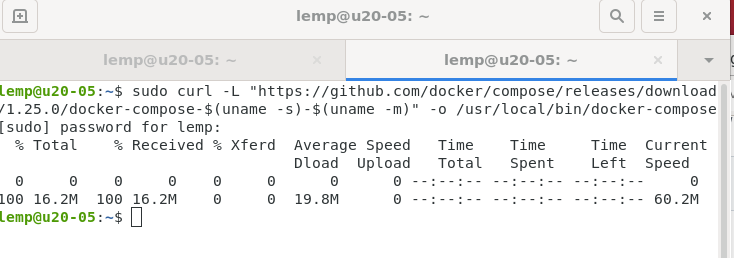 lemp@u20-05: ~
lemp@u20-05: ~
lemp@u20-05: ~
lemp@u20-05:~$ sudo curl -L "https://github.com/docker/compose/releases/download
/1.25.0/docker-compose-$(uname -s)-$(uname -m)" -o /usr/local/bin/docker-compose
[sudo] password for lemp:
% Total % Received % Xferd Average Speed Time Time Time Current
Dload Upload Total Spent Left Speed
0 0 0 0 0 0 0 0 --:--:-- --:--:-- --:--:-- 0
100 16.2M 100 16.2M 0 0 19.8M 0 --:--:-- --:--:-- --:--:-- 60.2M
lemp@u20-05:~$